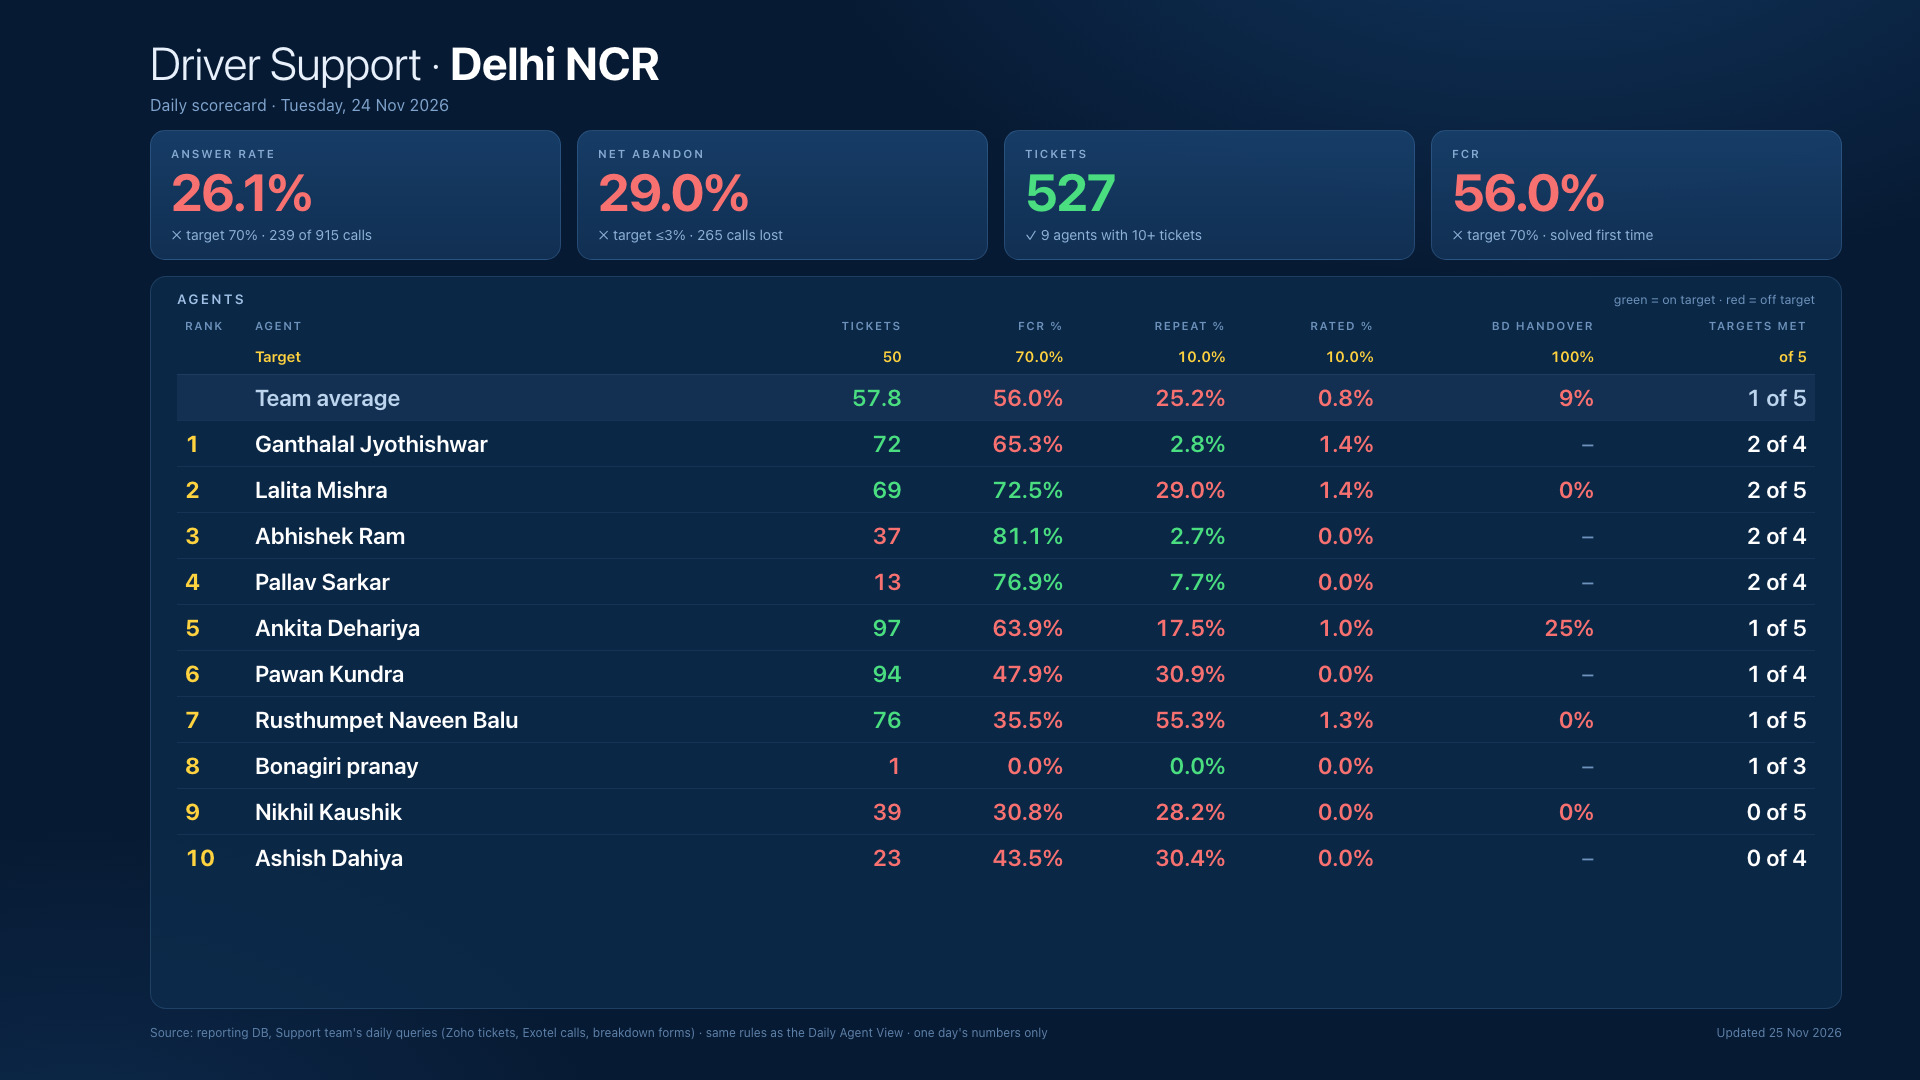 Driver Support · Delhi NCR
Daily scorecard · Tuesday, 24 Nov 2026
ANSWER RATE
26.1%
✕ target 70% · 239 of 915 calls
NET ABANDON
29.0%
✕ target ≤3% · 265 calls lost
TICKETS
527
✓ 9 agents with 10+ tickets
FCR
56.0%
✕ target 70% · solved first time
AGENTS green = on target · red = off target
RANK AGENT TICKETS FCR % REPEAT % RATED % BD HANDOVER TARGETS MET
Target 50 70.0% 10.0% 10.0% 100% of 5
Team average 57.8 56.0% 25.2% 0.8% 9% 1 of 5
1 Ganthalal Jyothishwar 72 65.3% 2.8% 1.4% – 2 of 4
2 Lalita Mishra 69 72.5% 29.0% 1.4% 0% 2 of 5
3 Abhishek Ram 37 81.1% 2.7% 0.0% – 2 of 4
4 Pallav Sarkar 13 76.9% 7.7% 0.0% – 2 of 4
5 Ankita Dehariya 97 63.9% 17.5% 1.0% 25% 1 of 5
6 Pawan Kundra 94 47.9% 30.9% 0.0% – 1 of 4
7 Rusthumpet Naveen Balu 76 35.5% 55.3% 1.3% 0% 1 of 5
8 Bonagiri pranay 1 0.0% 0.0% 0.0% – 1 of 3
9 Nikhil Kaushik 39 30.8% 28.2% 0.0% 0% 0 of 5
10 Ashish Dahiya 23 43.5% 30.4% 0.0% – 0 of 4
Source: reporting DB, Support team's daily queries (Zoho tickets, Exotel calls, breakdown forms) · same rules as the Daily Agent View · one day's numbers only
Updated 25 Nov 2026